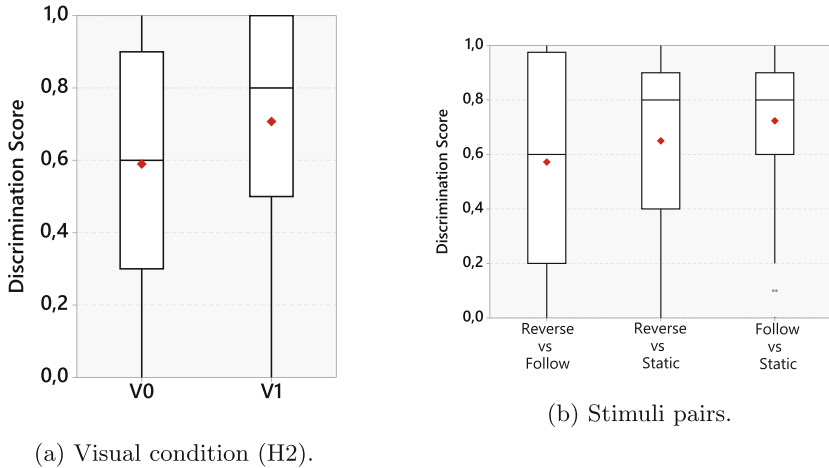 Discrimination Score
1,0
0,8
0,6
0,4
0,2
0,0
V0
V1
(a) Visual condition (H2).
Discrimination Score
1,0
0,8
0,6
0,4
0,2
0,0
Reverse
vs
Follow
Reverse
vs
Static
Follow
vs
Static
(b) Stimuli pairs.